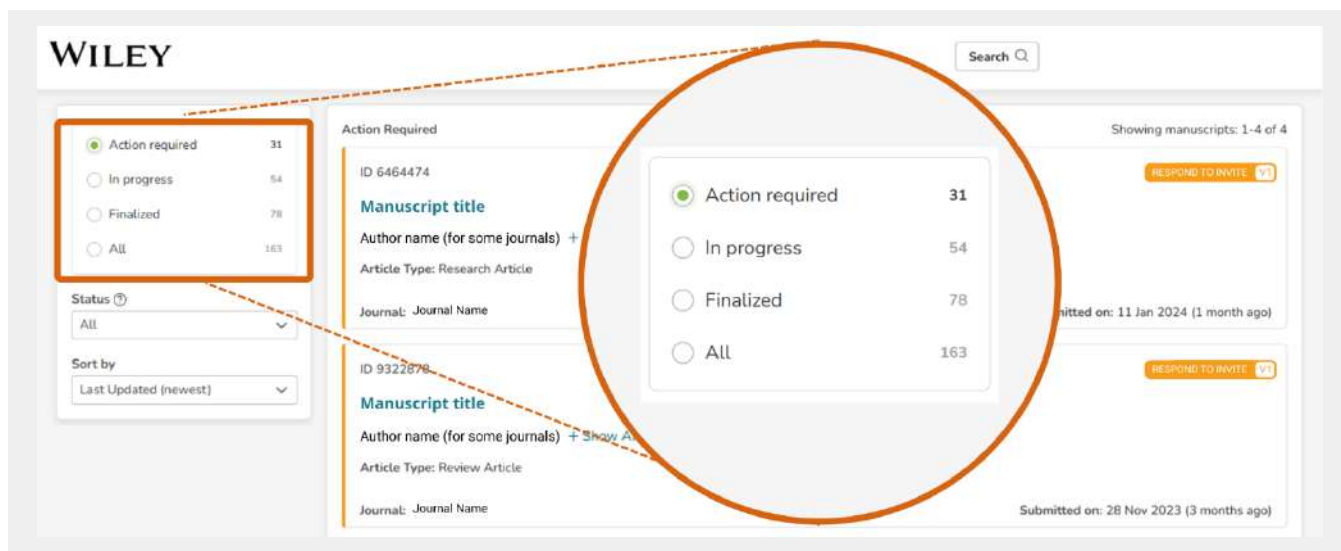 WILEY
Search
Action required 31
In progress 54
Finalized 78
All 163
Status
All
Sort by
Last Updated (newest)
Action Required
Showing manuscripts: 1-4 of 4
ID 6464474
RESPOND TO INVITE V1
Manuscript title
Author name (for some journals) +
Article Type: Research Article
Journal: Journal Name
on: 11 Jan 2024 (1 month ago)
ID 9322878
RESPOND TO INVITE V1
Manuscript title
Author name (for some journals) + Show
Article Type: Review Article
Journal: Journal Name
Submitted on: 28 Nov 2023 (3 months ago)
Action required 31
In progress 54
Finalized 78
All 163